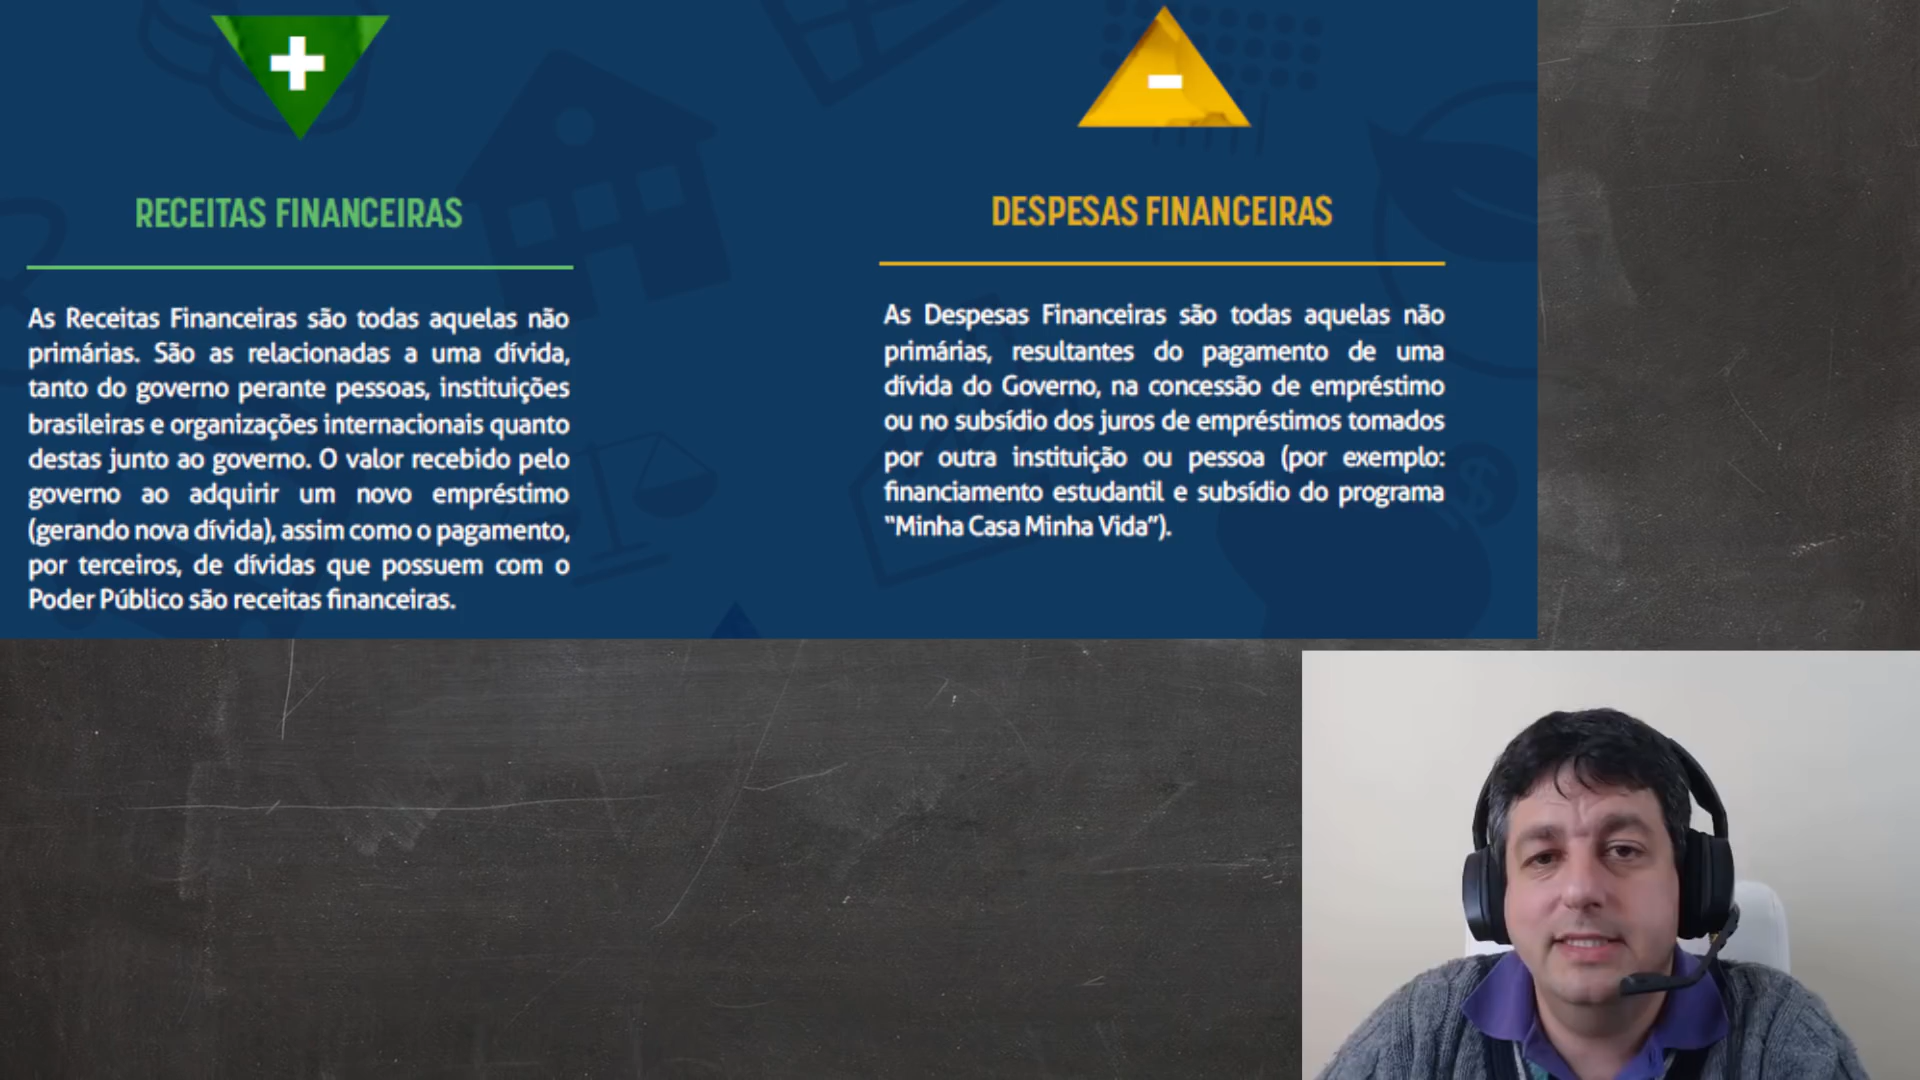 RECEITAS FINANCEIRAS
As Receitas Financeiras são todas aquelas não
primárias. São as relacionadas a uma dívida,
tanto do governo perante pessoas, instituições
brasileiras e organizações internacionais quanto
destas junto ao governo. O valor recebido pelo
governo ao adquirir um novo empréstimo
(gerando nova dívida), assim como o pagamento,
por terceiros, de dívidas que possuem com o
Poder Público são receitas financeiras.
DESPESAS FINANCEIRAS
As Despesas Financeiras são todas aquelas não
primárias, resultantes do pagamento de uma
dívida do Governo, na concessão de empréstimo
ou no subsídio dos juros de empréstimos tomados
por outra instituição ou pessoa (por exemplo:
financiamento estudantil e subsídio do programa
“Minha Casa Minha Vida”).